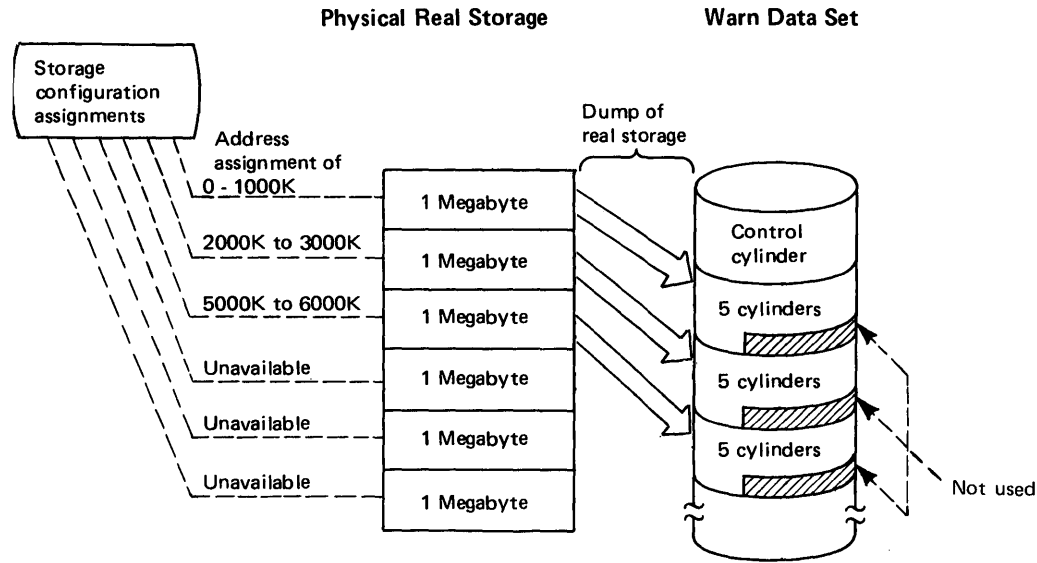 Physical Real Storage
Warn Data Set
Storage
configuration
assignments
Address
assignment of
0 - 1000K
2000K to 3000K
5000K to 6000K
Unavailable
Unavailable
Unavailable
1 Megabyte
1 Megabyte
1 Megabyte
1 Megabyte
1 Megabyte
1 Megabyte
Dump of
real storage
Control
cylinder
5 cylinders
5 cylinders
5 cylinders
Not used